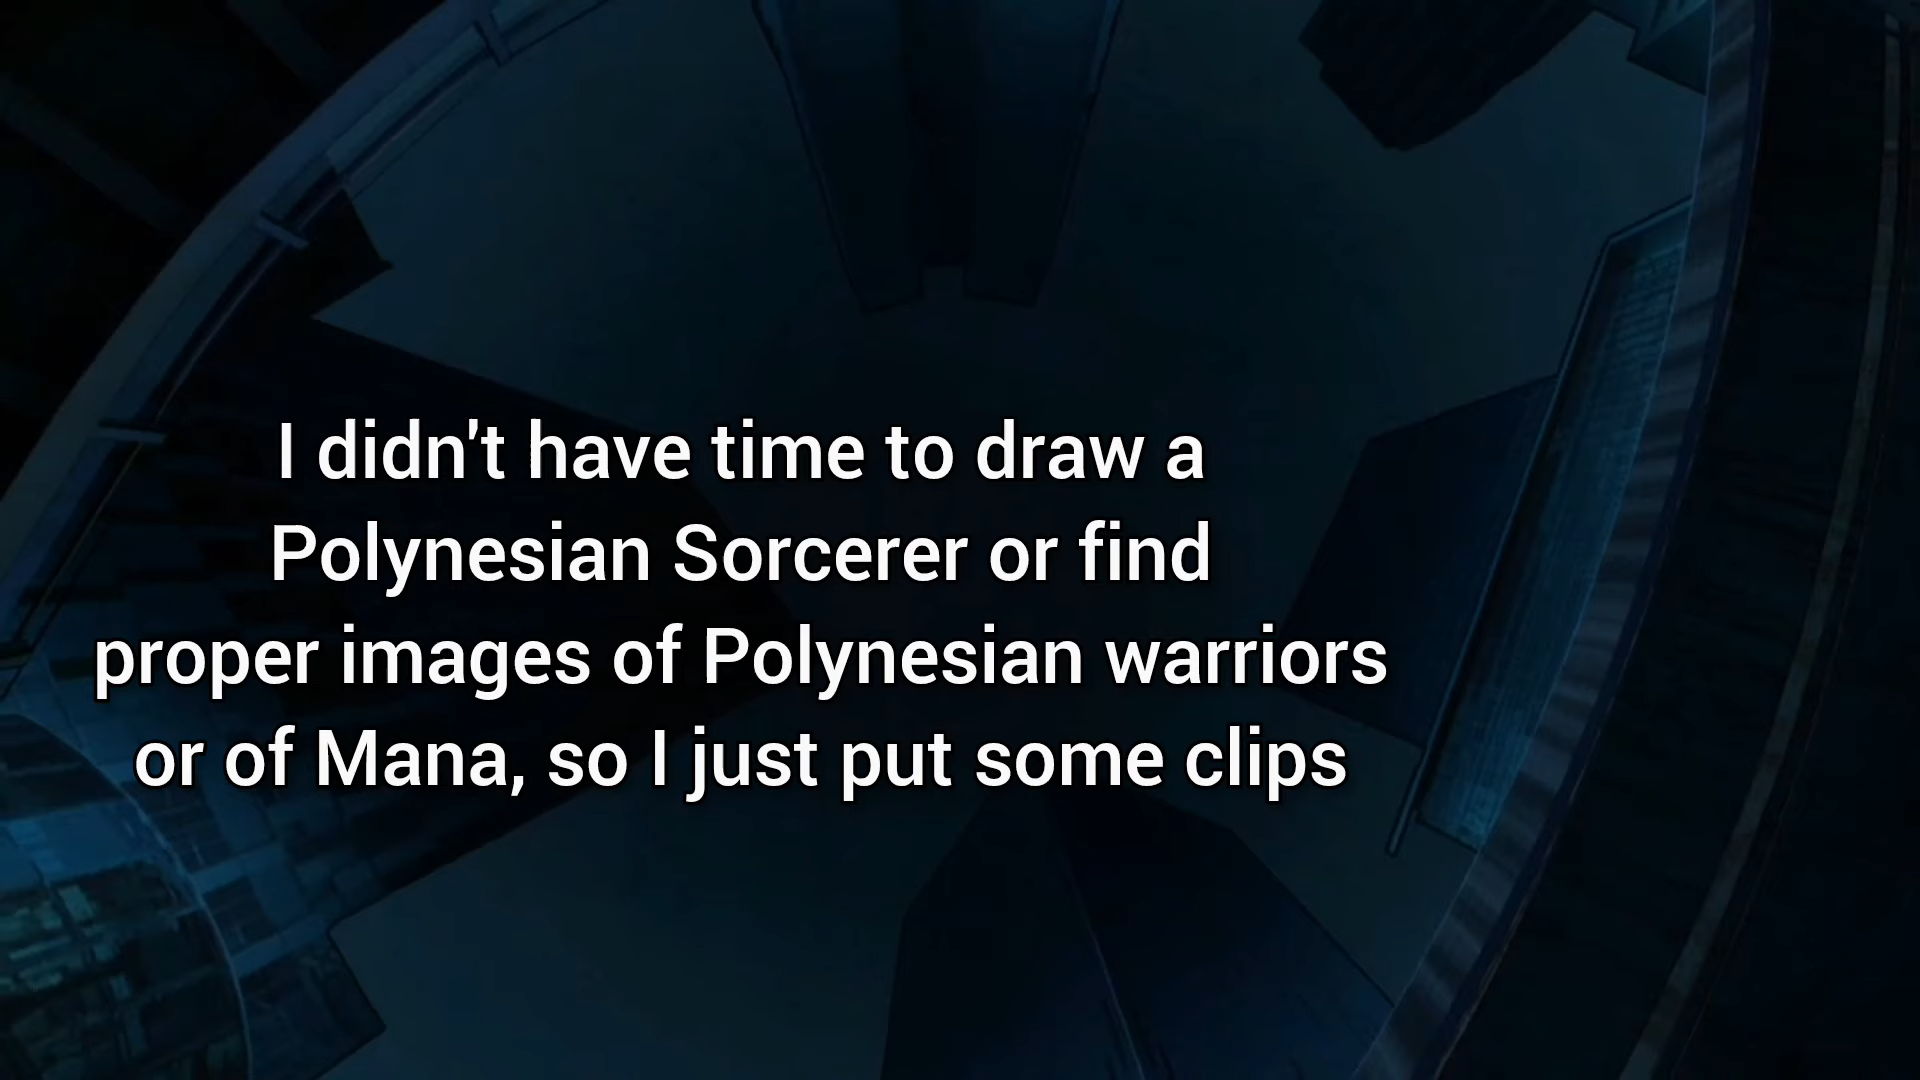 I didn't have time to draw a
Polynesian Sorcerer or find
proper images of Polynesian warriors
or of Mana, so I just put some clips